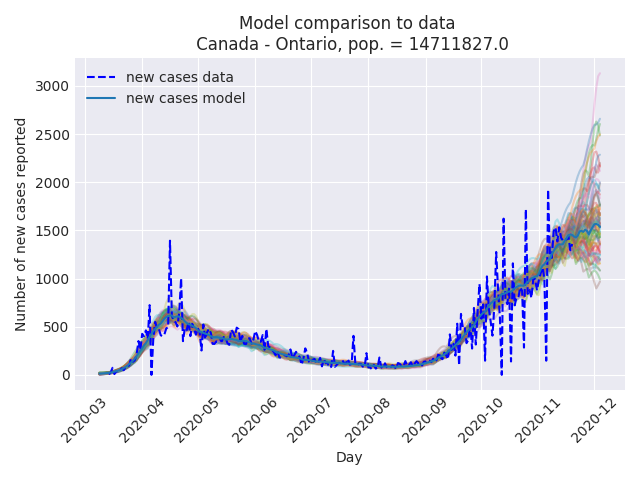 Model comparison to data
Canada - Ontario, pop. = 14711827.0
new cases data
new cases model
Number of new cases reported
3000
2500
2000
1500
1000
500
0
2020-03
2020-04
2020-05
2020-06
2020-07
2020-08
2020-09
2020-10
2020-11
2020-12
Day